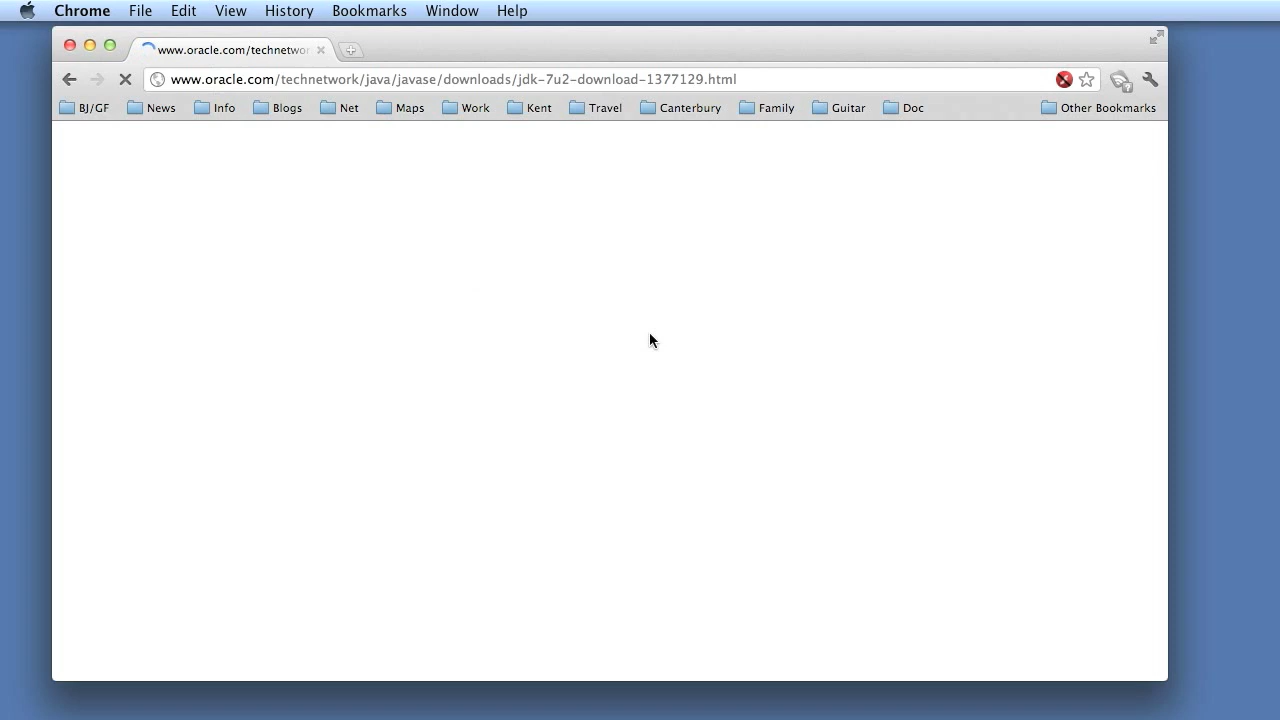 Chrome File Edit View History Bookmarks Window Help
www.oracle.com/technetwo
www.oracle.com/technetwork/java/javase/downloads/jdk-7u2-download-1377129.html
BJ/GF News Info Blogs Net Maps Work Kent Travel Canterbury Family Guitar Doc Other Bookmarks